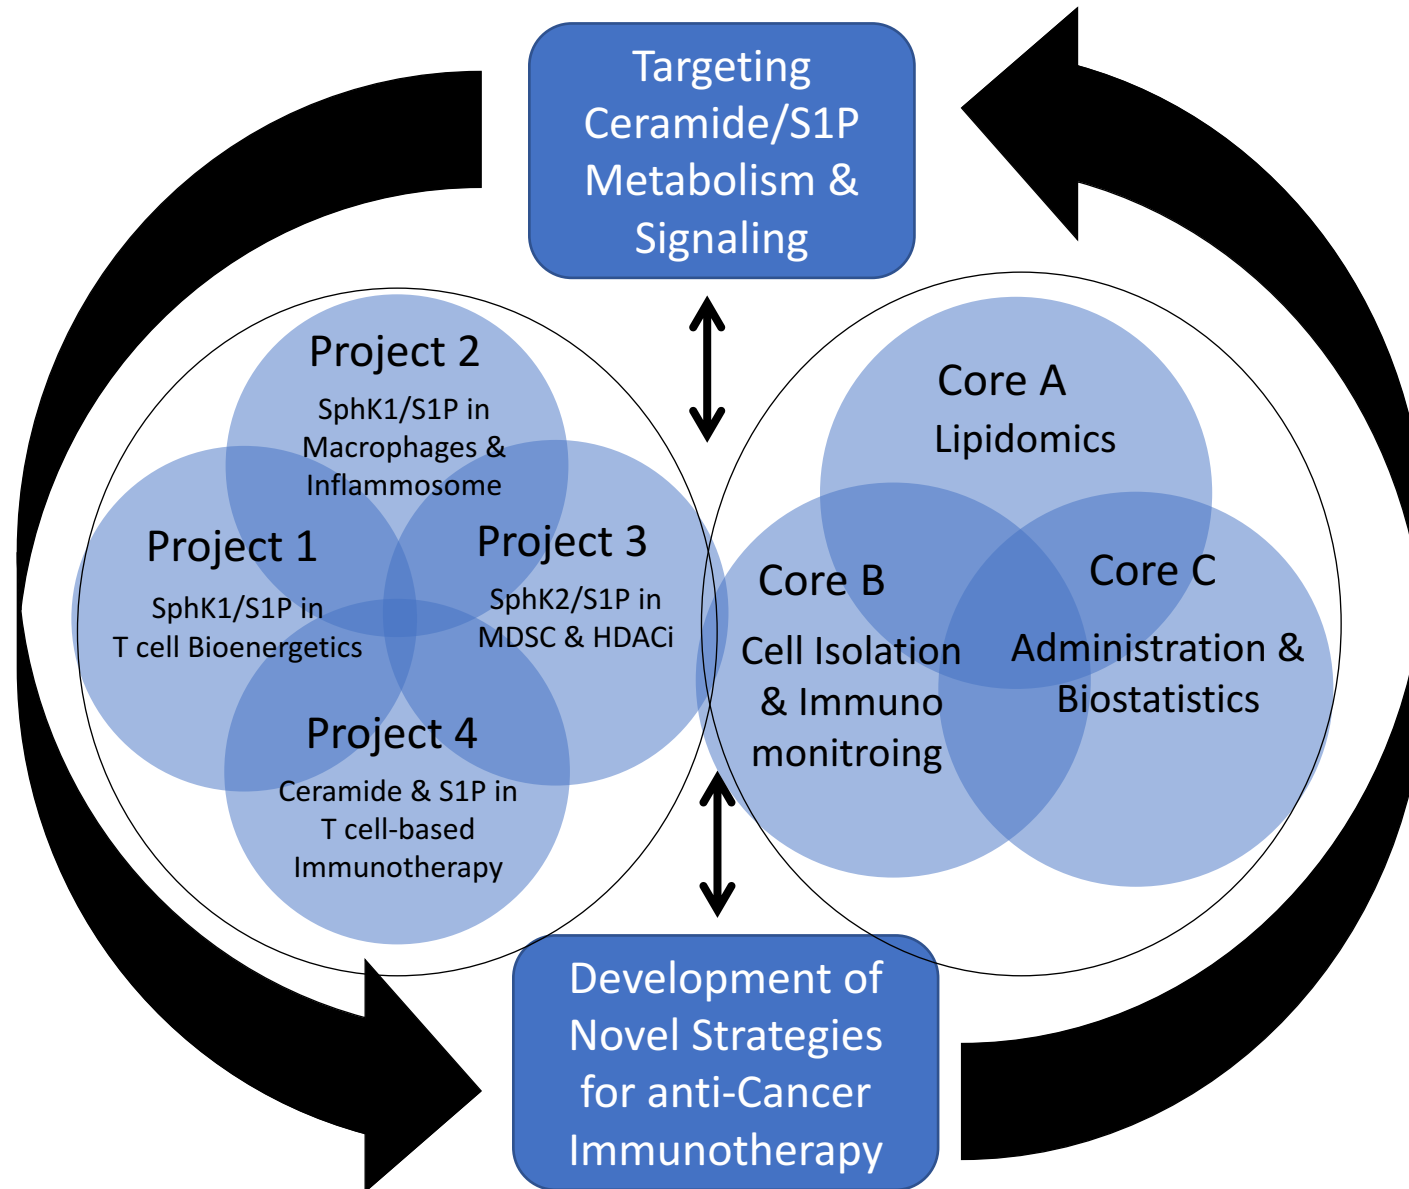 Targeting
Ceramide/S1P
Metabolism &
Signaling
Project 2
SphK1/S1P in
Macrophages &
Inflammosome
Project 1
SphK1/S1P in
T cell Bioenergetics
Project 3
SphK2/S1P in
MDSC & HDACi
Project 4
Ceramide & S1P in
T cell-based
Immunotherapy
Core A
Lipidomics
Core B
Cell Isolation
& Immuno
monitroing
Core C
Administration &
Biostatistics
Development of
Novel Strategies
for anti-Cancer
Immunotherapy